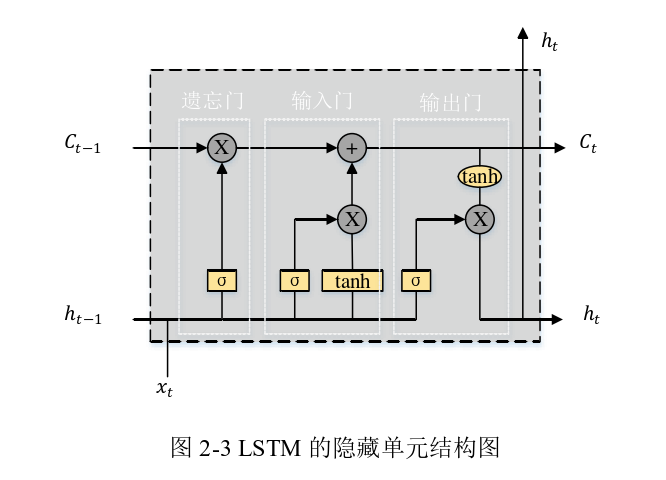 h_t
遗忘门 输入门 输出门
C_{t-1} X + C_t
tanh
X X
σ σ tanh σ
h_{t-1} h_t
x_t
图 2-3 LSTM 的隐藏单元结构图